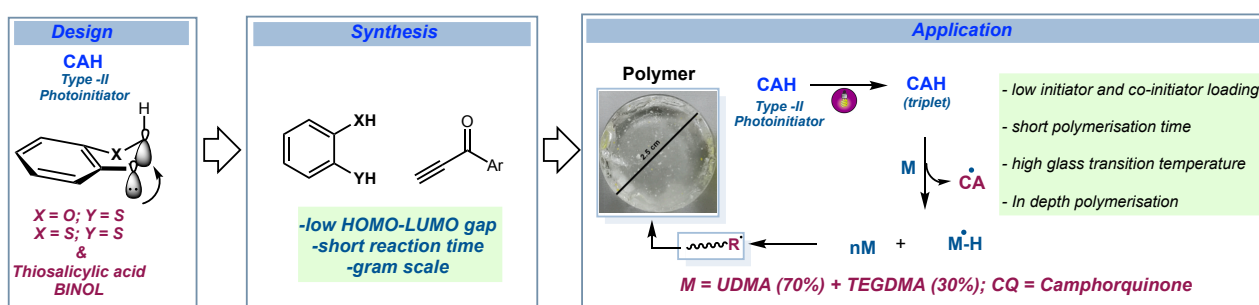 Design
CAH
Type -II
Photoinitiator
H
X
X = O; Y = S
X = S; Y = S
&
Thiosalicylic acid
BINOL
Synthesis
XH
YH
O
Ar
-low HOMO-LUMO gap
-short reaction time
-gram scale
Application
Polymer
2.5 cm
CAH
Type -II
Photoinitiator
CAH
(triplet)
M
CA
nM + M-H
R
- low initiator and co-initiator loading
- short polymerisation time
- high glass transition temperature
- In depth polymerisation
M = UDMA (70%) + TEGDMA (30%); CQ = Camphorquinone